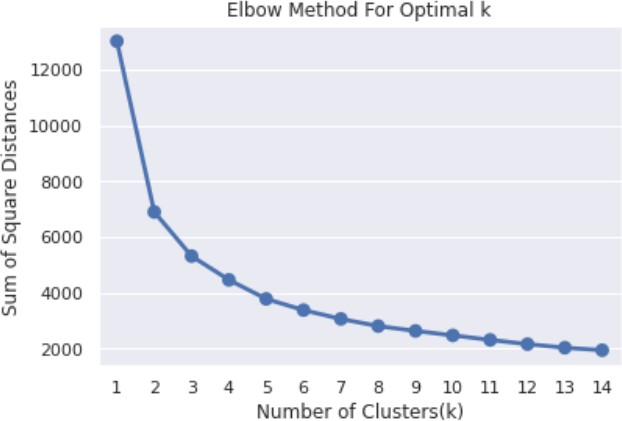 Elbow Method For Optimal k
Sum of Square Distances
12000
10000
8000
6000
4000
2000
1 2 3 4 5 6 7 8 9 10 11 12 13 14
Number of Clusters(k)